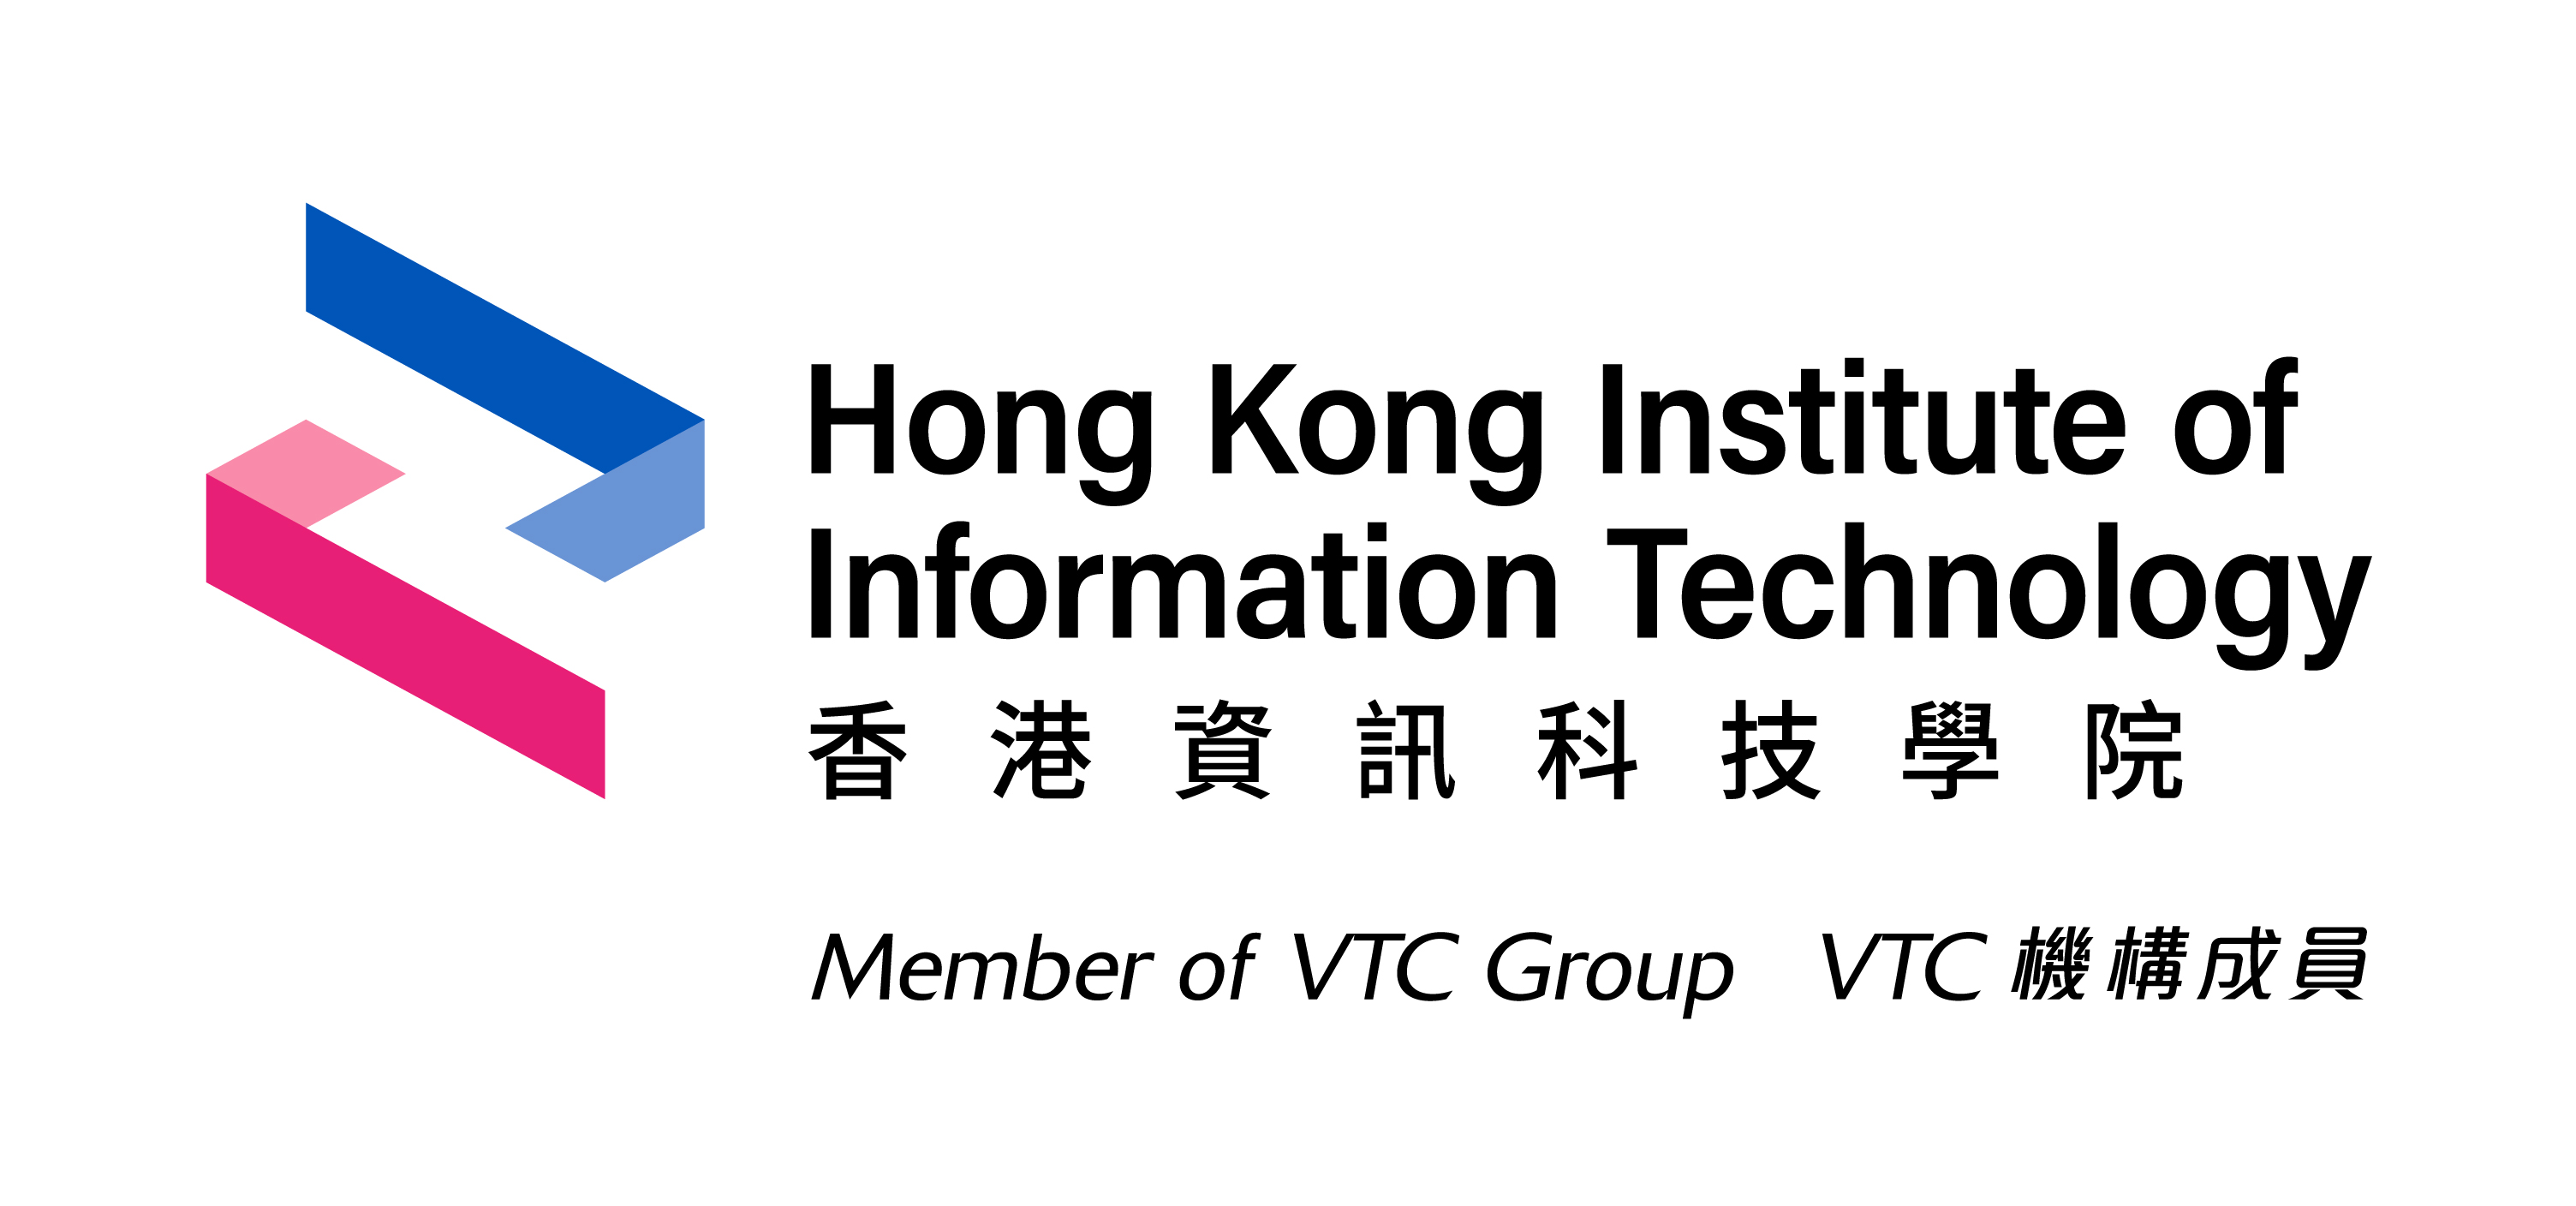 Hong Kong Institute of
Information Technology
香港資訊科技學院
Member of VTC Group VTC 機構成員